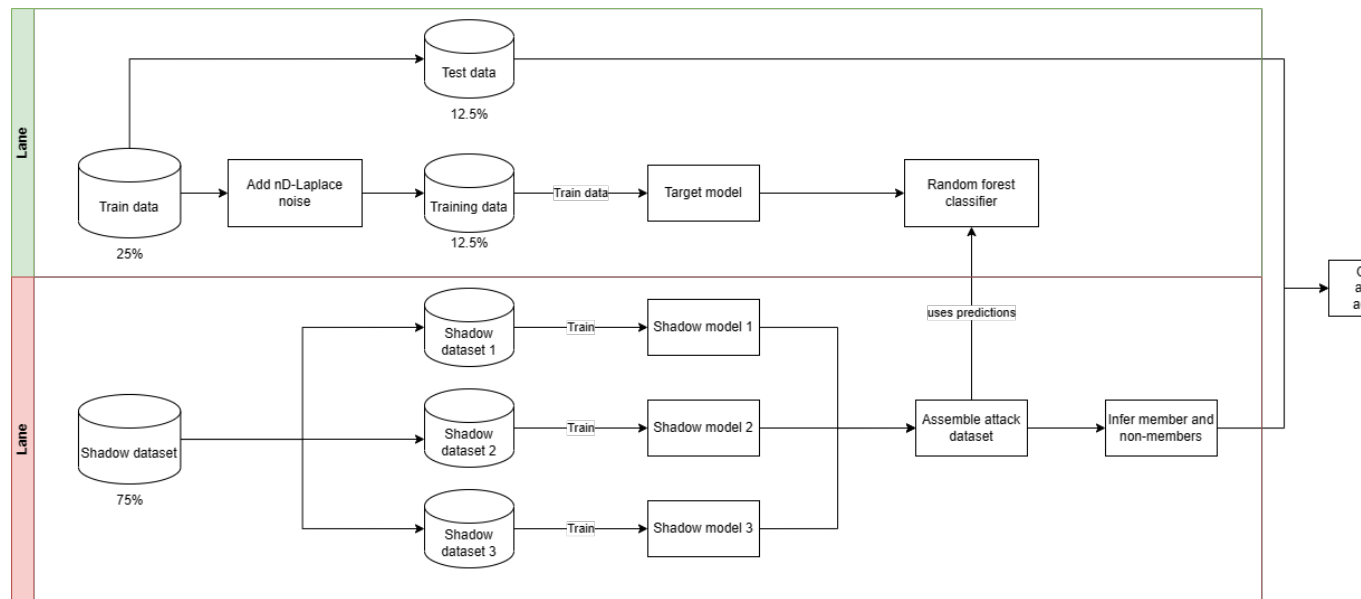 Lane
Test data
12.5%
Train data
25%
Add nD-Laplace
noise
Training data
12.5%
Train data
Target model
Random forest
classifier
uses predictions
Lane
Shadow dataset
75%
Shadow
dataset 1
Train
Shadow model 1
Shadow
dataset 2
Train
Shadow model 2
Shadow
dataset 3
Train
Shadow model 3
Assemble attack
dataset
Infer member and
non-members